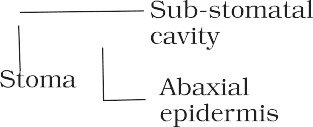 Sub-stomatal
cavity
Stoma
Abaxial
epidermis